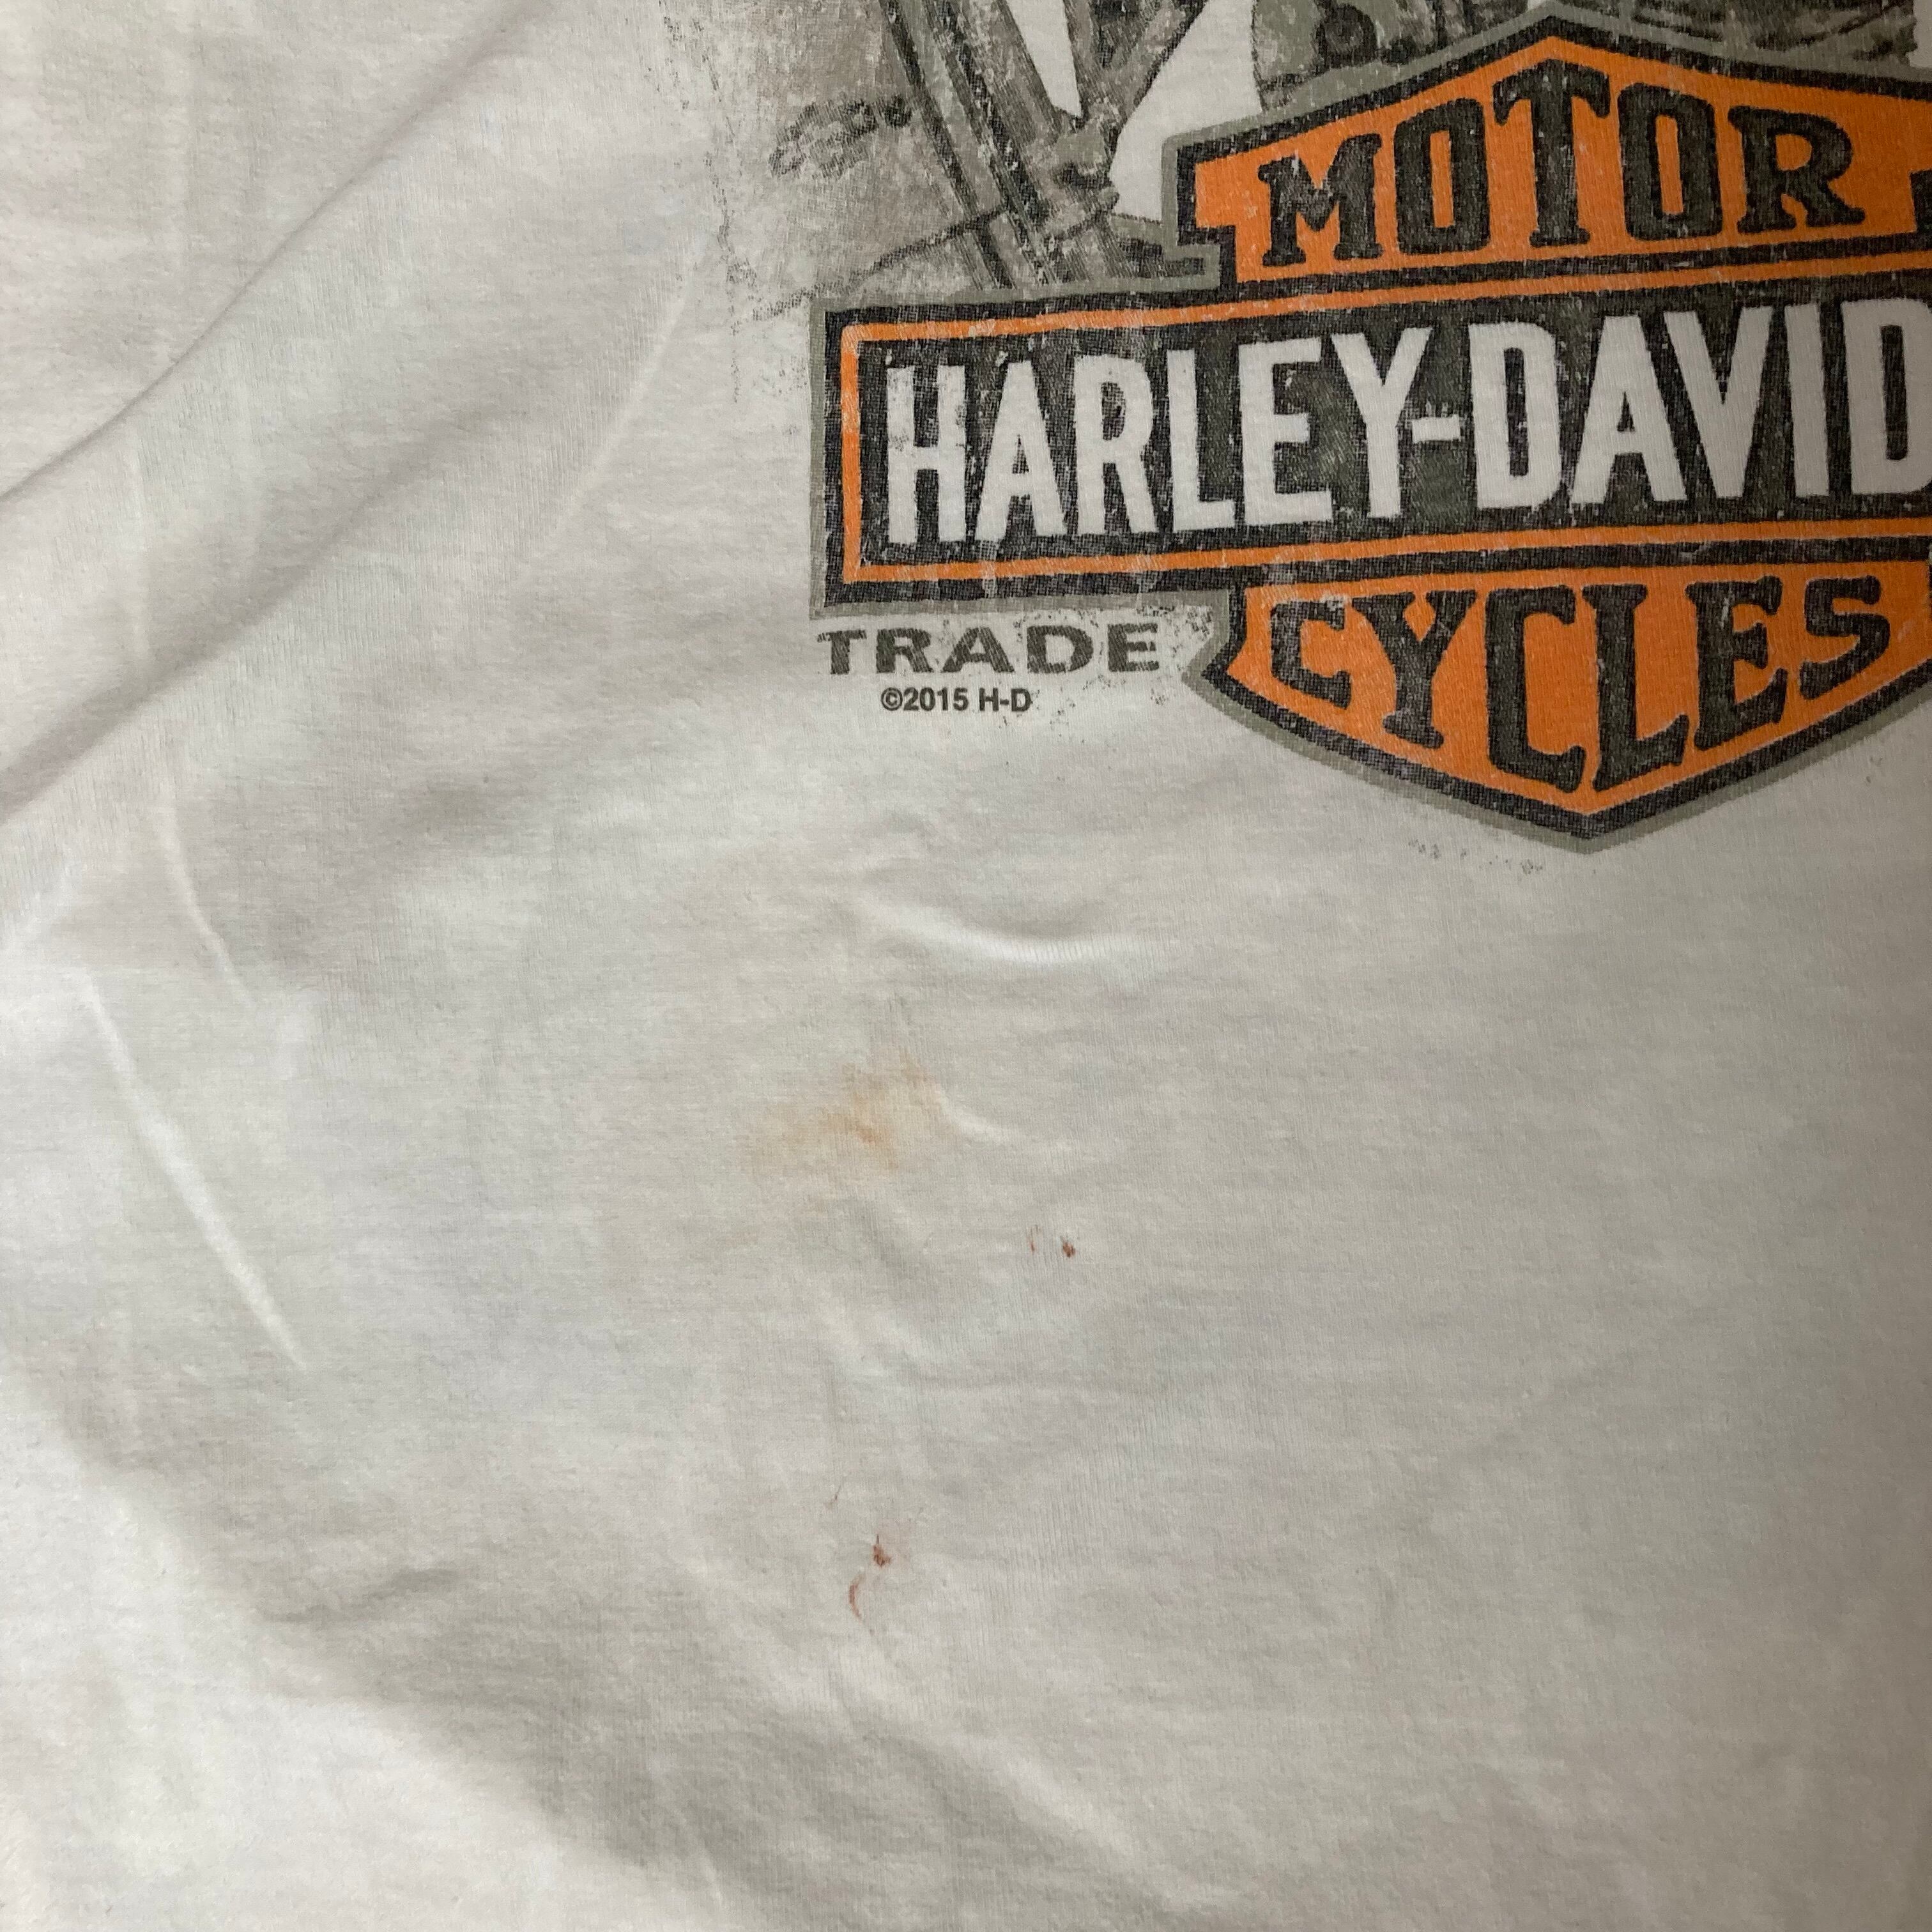 MOTOR
HARLEY-DAVID
CYCLES
TRADE
©2015 H-D